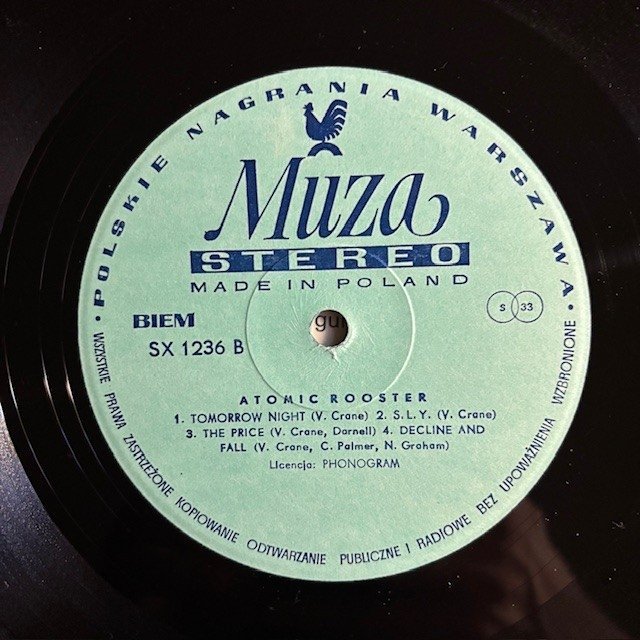 • POLSKIE NAGRANIA WARSZAWA •
Muza
STEREO
MADE IN POLAND
BIEM
SX 1236 B
gu
S 33
ATOMIC ROOSTER
1. TOMORROW NIGHT (V. Crane) 2. S.L.Y. (V. Crane)
3. THE PRICE (V. Crane, Darnell) 4. DECLINE AND
FALL (V. Crane, C. Palmer, N. Graham)
Licencja: PHONOGRAM
WSZYSTKIE PRAWA ZASTRZEŻONE KOPIOWANIE ODTWARZANIE PUBLICZNE I RADIOWE BEZ UPOWAŻNIENIA WZBRONIONE